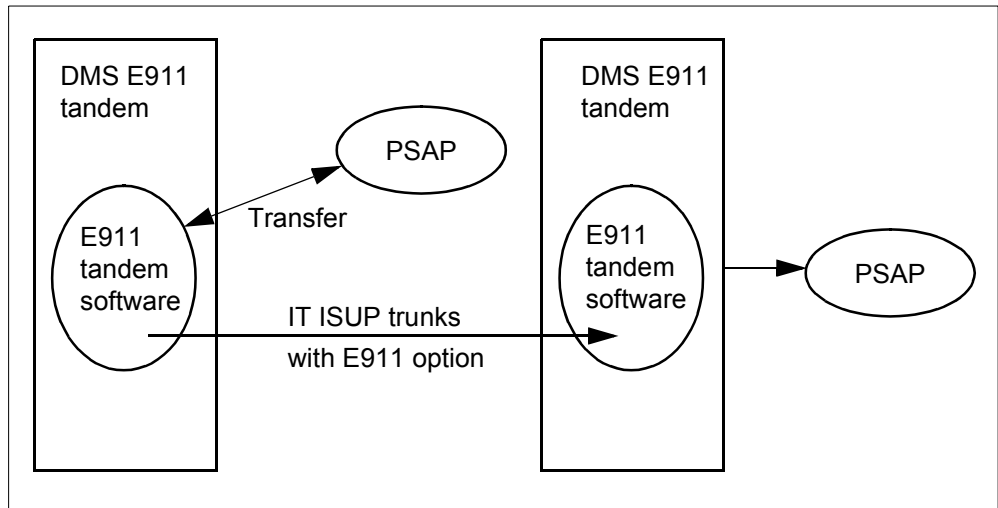 DMS E911
tandem
PSAP
Transfer
E911
tandem
software
IT ISUP trunks
with E911 option
DMS E911
tandem
E911
tandem
software
PSAP